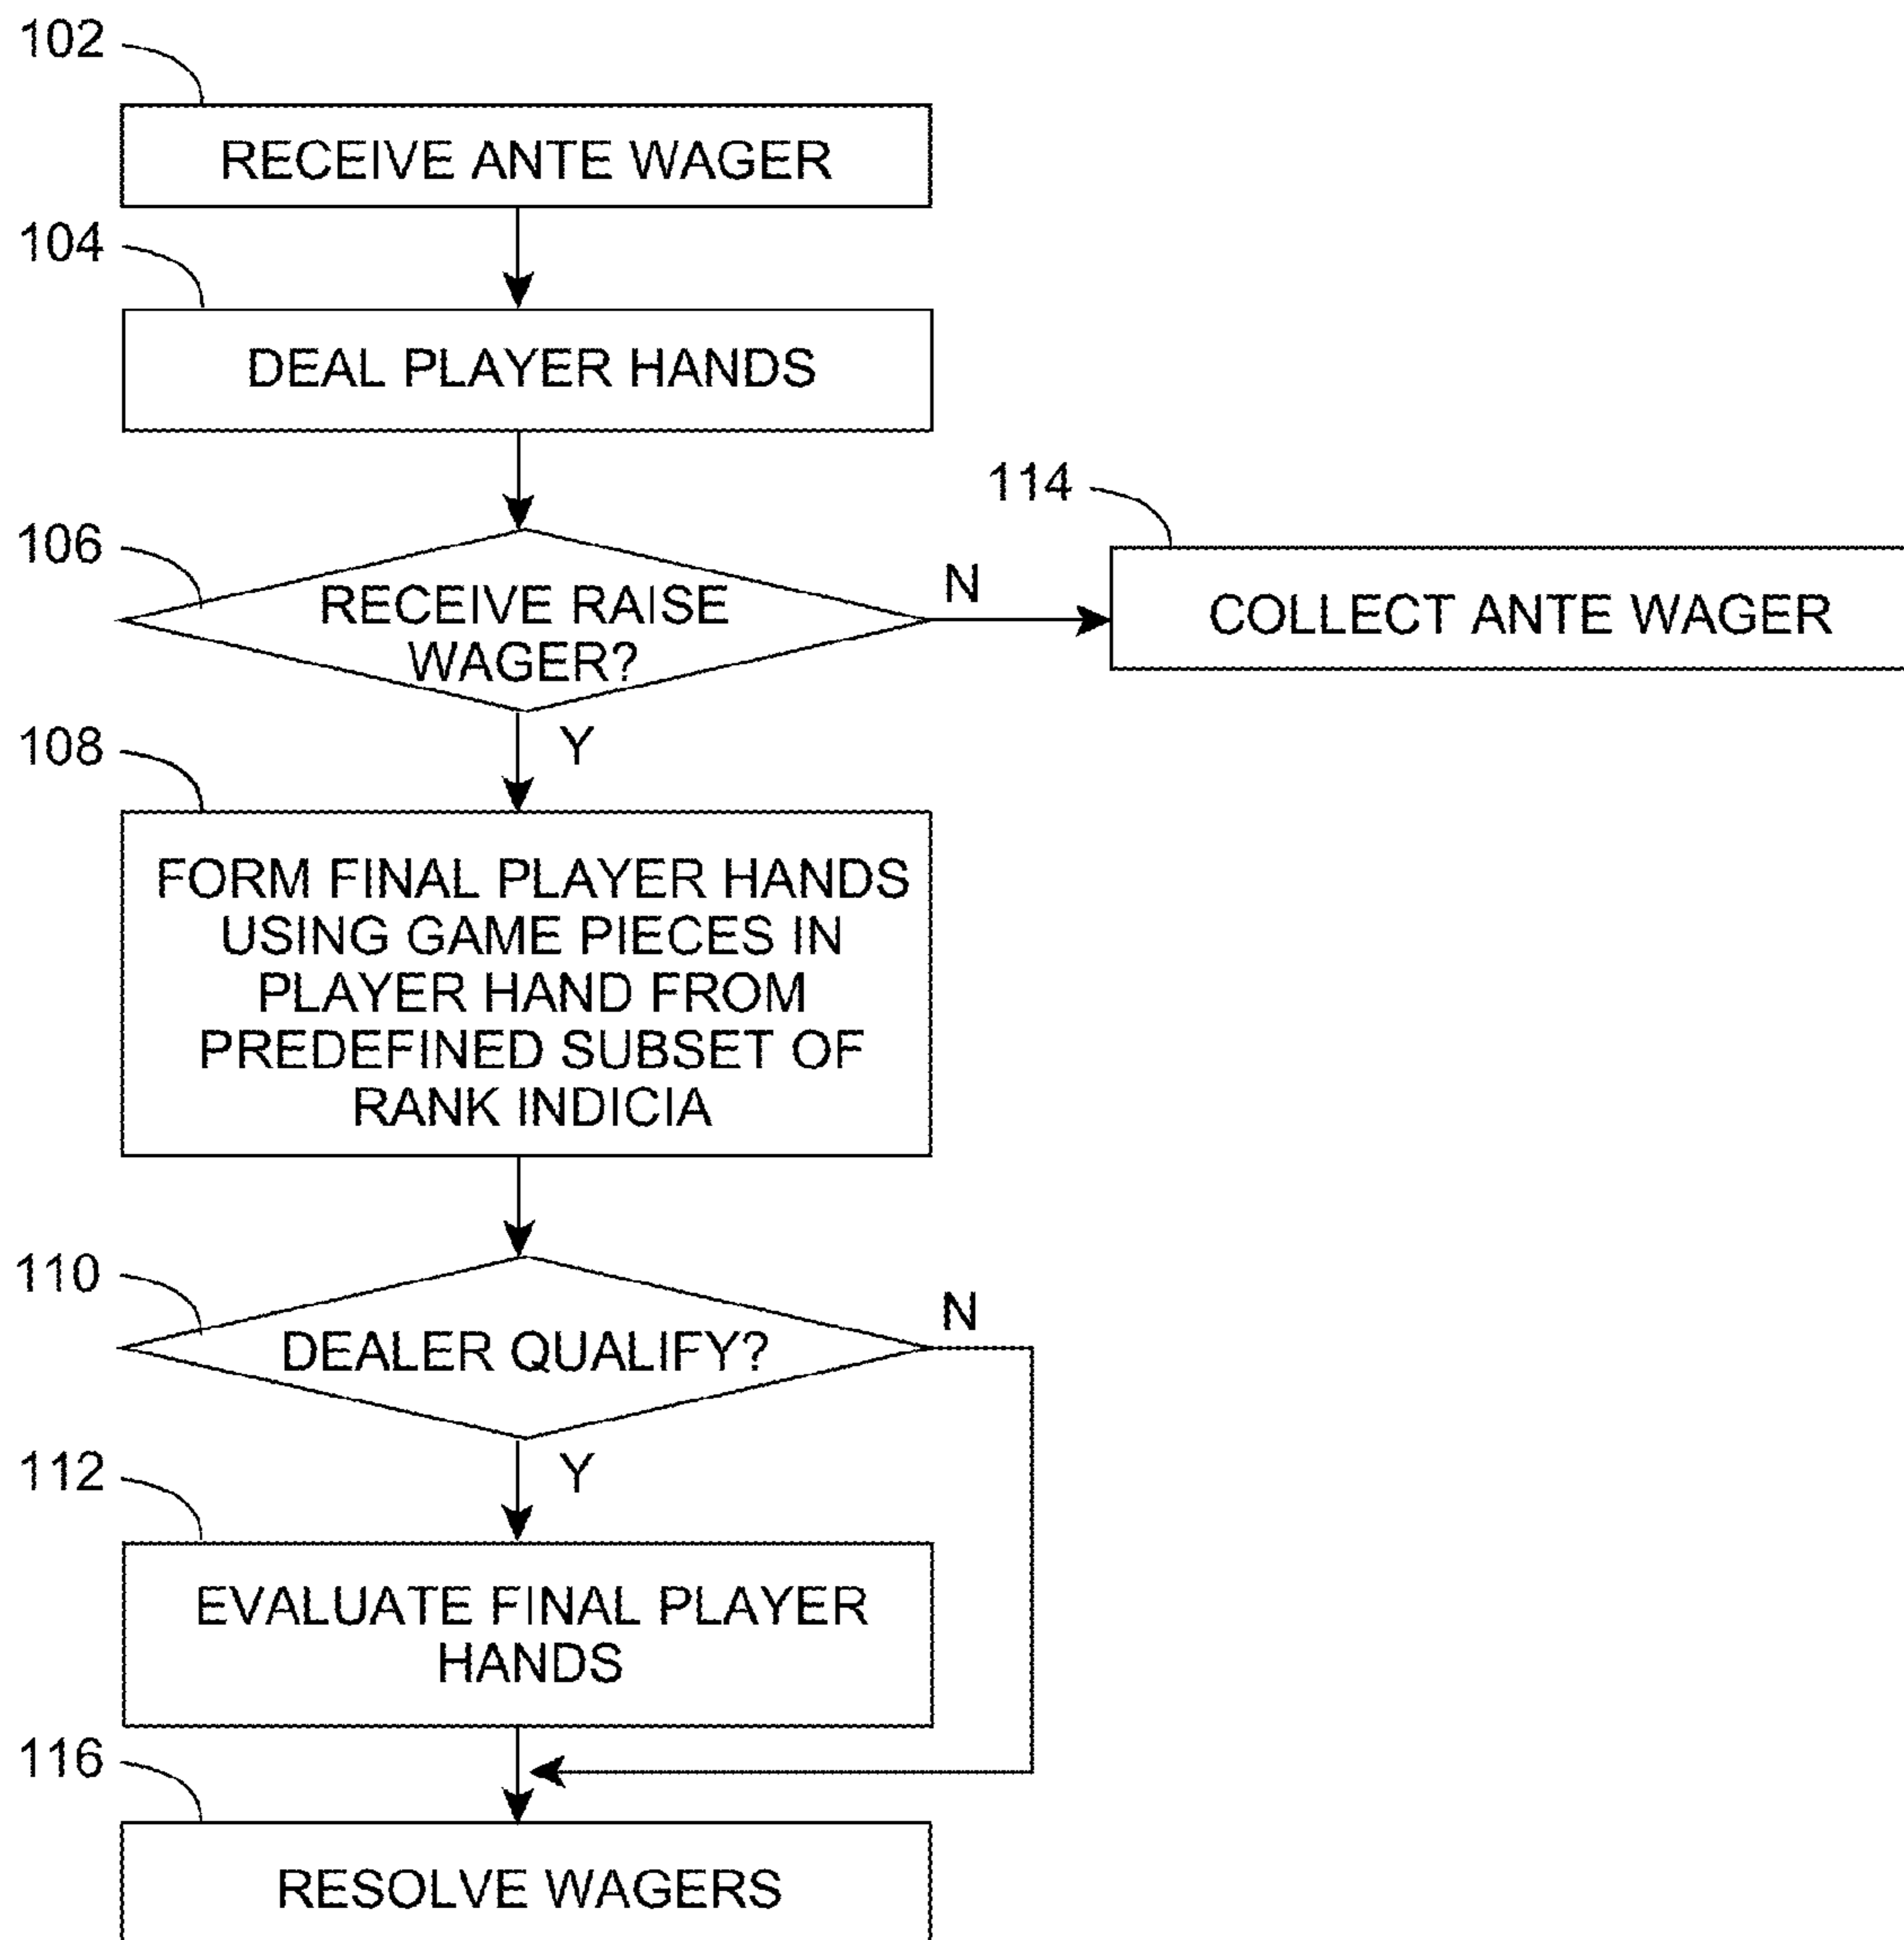 102
RECEIVE ANTE WAGER
104
DEAL PLAYER HANDS
106
RECEIVE RAISE
WAGER?
N
114
COLLECT ANTE WAGER
Y
108
FORM FINAL PLAYER HANDS
USING GAME PIECES IN
PLAYER HAND FROM
PREDEFINED SUBSET OF
RANK INDICIA
110
DEALER QUALIFY?
N
Y
112
EVALUATE FINAL PLAYER
HANDS
116
RESOLVE WAGERS